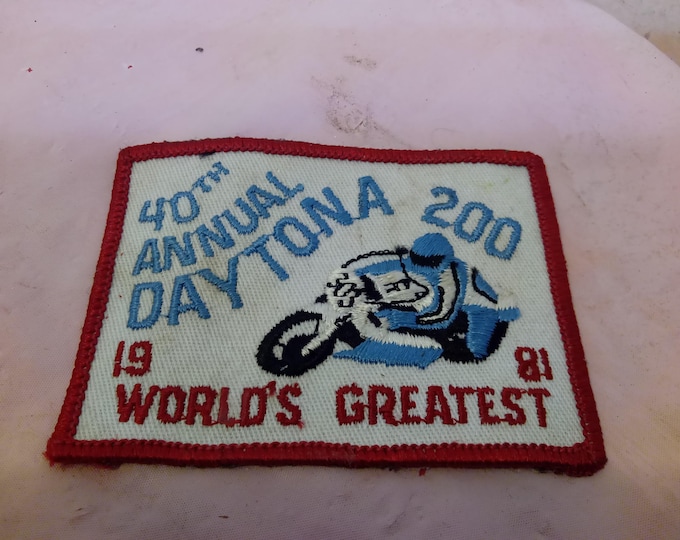 40TH
ANNUAL
DAYTONA 200
19 81
WORLD'S GREATEST